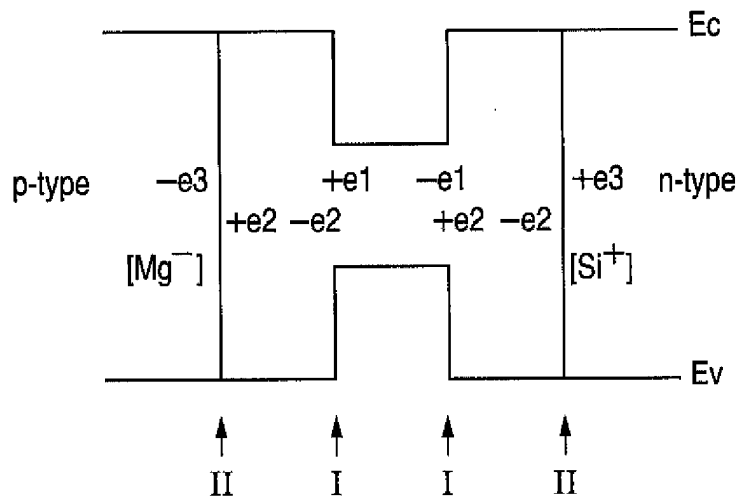 Ec
p-type −e3 +e1 −e1 +e3 n-type
+e2 −e2 +e2 −e2
[Mg⁻] [Si⁺]
Ev
II I I II